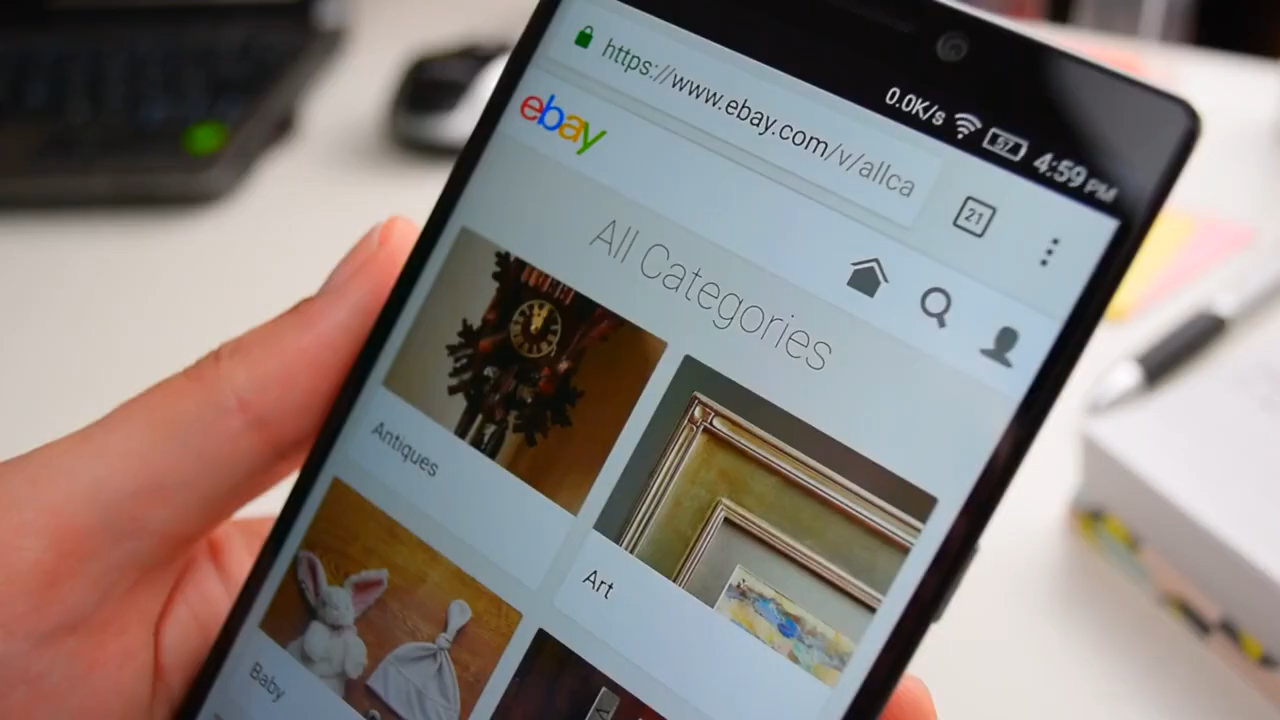 0.0K/s 57 4:59 PM
https://www.ebay.com/v/allca
21
ebay
All Categories
Antiques
Art
Baby